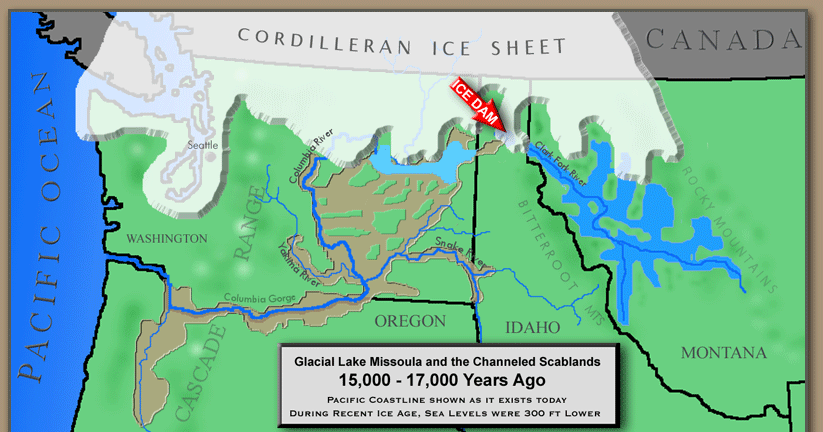 CORDILLERAN ICE SHEET
CANADA
PACIFIC OCEAN
ICE DAM
Seattle
Columbia River
Clark Fork River
ROCKY MOUNTAINS
WASHINGTON
CASCADE RANGE
Yakima River
Snake River
BITTERROOT MTS
Columbia Gorge
OREGON
IDAHO
MONTANA
Glacial Lake Missoula and the Channeled Scablands
15,000 - 17,000 Years Ago
Pacific Coastline shown as it exists today
During Recent Ice Age, Sea Levels were 300 ft Lower